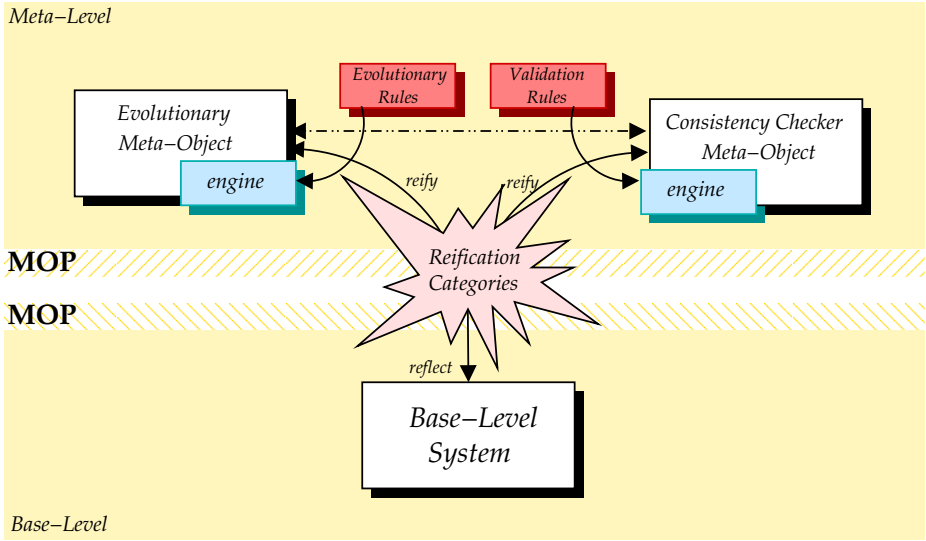 Meta–Level
Evolutionary
Rules
Validation
Rules
Evolutionary
Meta–Object
engine
Consistency Checker
Meta–Object
engine
reify
reify
MOP
Reification
Categories
MOP
reflect
Base–Level
System
Base–Level